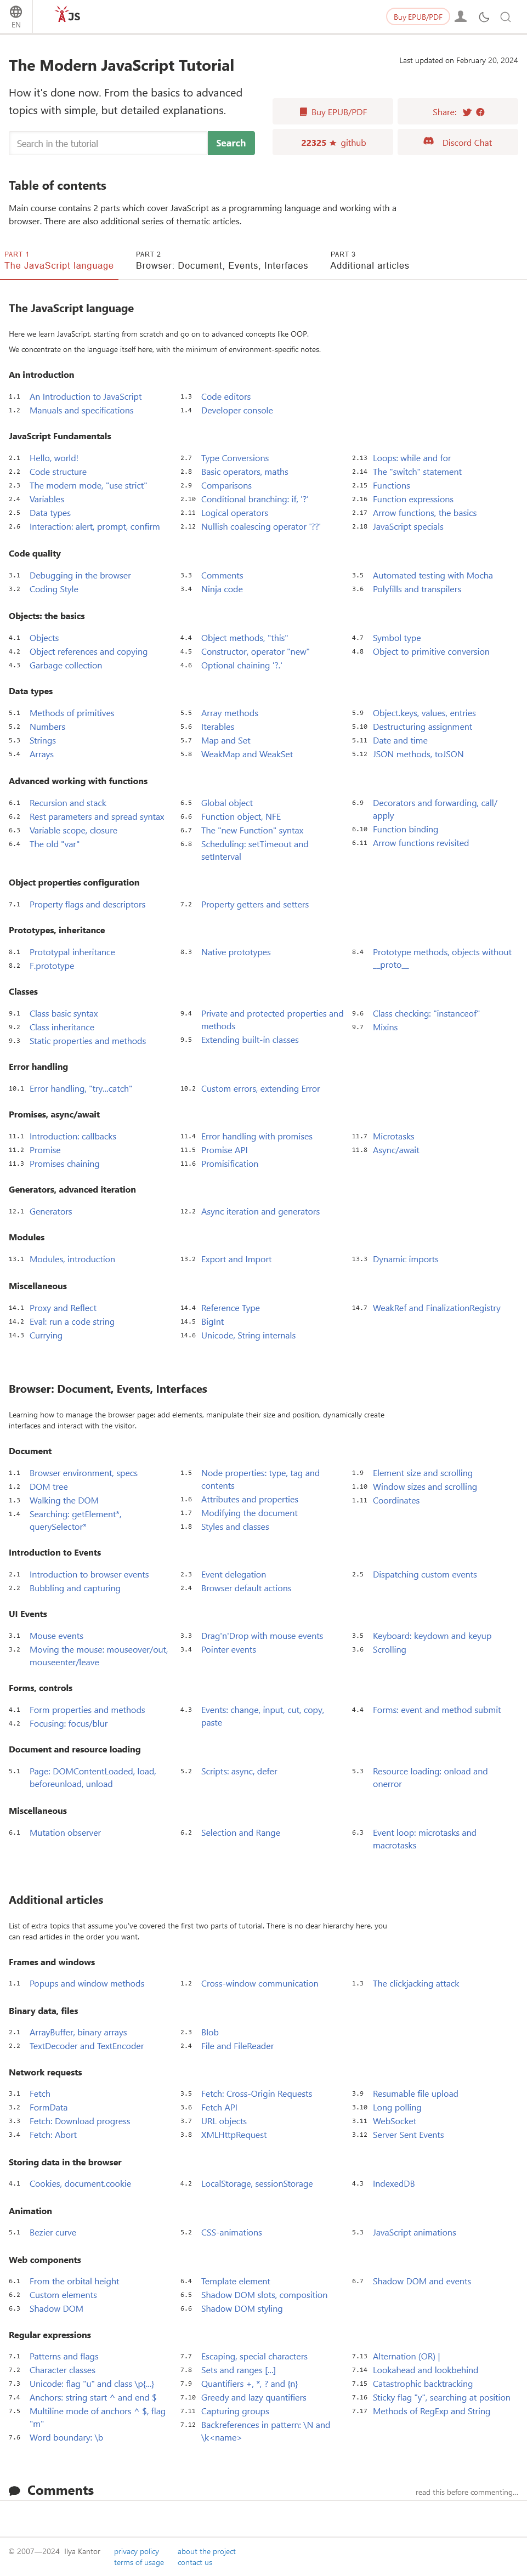 EN
JS
Buy EPUB/PDF
The Modern JavaScript Tutorial
Last updated on February 20, 2024
How it's done now. From the basics to advanced
topics with simple, but detailed explanations.
Buy EPUB/PDF
Share:
Search in the tutorial
Search
22325 ★ github
Discord Chat
Table of contents
Main course contains 2 parts which cover JavaScript as a programming language and working with a
browser. There are also additional series of thematic articles.
PART 1
The JavaScript language
PART 2
Browser: Document, Events, Interfaces
PART 3
Additional articles
The JavaScript language
Here we learn JavaScript, starting from scratch and go on to advanced concepts like OOP.
We concentrate on the language itself here, with the minimum of environment-specific notes.
An introduction
1.1 An Introduction to JavaScript
1.2 Manuals and specifications
1.3 Code editors
1.4 Developer console
JavaScript Fundamentals
2.1 Hello, world!
2.2 Code structure
2.3 The modern mode, "use strict"
2.4 Variables
2.5 Data types
2.6 Interaction: alert, prompt, confirm
2.7 Type Conversions
2.8 Basic operators, maths
2.9 Comparisons
2.10 Conditional branching: if, '?'
2.11 Logical operators
2.12 Nullish coalescing operator '??'
2.13 Loops: while and for
2.14 The "switch" statement
2.15 Functions
2.16 Function expressions
2.17 Arrow functions, the basics
2.18 JavaScript specials
Code quality
3.1 Debugging in the browser
3.2 Coding Style
3.3 Comments
3.4 Ninja code
3.5 Automated testing with Mocha
3.6 Polyfills and transpilers
Objects: the basics
4.1 Objects
4.2 Object references and copying
4.3 Garbage collection
4.4 Object methods, "this"
4.5 Constructor, operator "new"
4.6 Optional chaining '?.'
4.7 Symbol type
4.8 Object to primitive conversion
Data types
5.1 Methods of primitives
5.2 Numbers
5.3 Strings
5.4 Arrays
5.5 Array methods
5.6 Iterables
5.7 Map and Set
5.8 WeakMap and WeakSet
5.9 Object.keys, values, entries
5.10 Destructuring assignment
5.11 Date and time
5.12 JSON methods, toJSON
Advanced working with functions
6.1 Recursion and stack
6.2 Rest parameters and spread syntax
6.3 Variable scope, closure
6.4 The old "var"
6.5 Global object
6.6 Function object, NFE
6.7 The "new Function" syntax
6.8 Scheduling: setTimeout and
setInterval
6.9 Decorators and forwarding, call/
apply
6.10 Function binding
6.11 Arrow functions revisited
Object properties configuration
7.1 Property flags and descriptors
7.2 Property getters and setters
Prototypes, inheritance
8.1 Prototypal inheritance
8.2 F.prototype
8.3 Native prototypes
8.4 Prototype methods, objects without
__proto__
Classes
9.1 Class basic syntax
9.2 Class inheritance
9.3 Static properties and methods
9.4 Private and protected properties and
methods
9.5 Extending built-in classes
9.6 Class checking: "instanceof"
9.7 Mixins
Error handling
10.1 Error handling, "try...catch"
10.2 Custom errors, extending Error
Promises, async/await
11.1 Introduction: callbacks
11.2 Promise
11.3 Promises chaining
11.4 Error handling with promises
11.5 Promise API
11.6 Promisification
11.7 Microtasks
11.8 Async/await
Generators, advanced iteration
12.1 Generators
12.2 Async iteration and generators
Modules
13.1 Modules, introduction
13.2 Export and Import
13.3 Dynamic imports
Miscellaneous
14.1 Proxy and Reflect
14.2 Eval: run a code string
14.3 Currying
14.4 Reference Type
14.5 BigInt
14.6 Unicode, String internals
14.7 WeakRef and FinalizationRegistry
Browser: Document, Events, Interfaces
Learning how to manage the browser page: add elements, manipulate their size and position, dynamically create
interfaces and interact with the visitor.
Document
1.1 Browser environment, specs
1.2 DOM tree
1.3 Walking the DOM
1.4 Searching: getElement*,
querySelector*
1.5 Node properties: type, tag and
contents
1.6 Attributes and properties
1.7 Modifying the document
1.8 Styles and classes
1.9 Element size and scrolling
1.10 Window sizes and scrolling
1.11 Coordinates
Introduction to Events
2.1 Introduction to browser events
2.2 Bubbling and capturing
2.3 Event delegation
2.4 Browser default actions
2.5 Dispatching custom events
UI Events
3.1 Mouse events
3.2 Moving the mouse: mouseover/out,
mouseenter/leave
3.3 Drag'n'Drop with mouse events
3.4 Pointer events
3.5 Keyboard: keydown and keyup
3.6 Scrolling
Forms, controls
4.1 Form properties and methods
4.2 Focusing: focus/blur
4.3 Events: change, input, cut, copy,
paste
4.4 Forms: event and method submit
Document and resource loading
5.1 Page: DOMContentLoaded, load,
beforeunload, unload
5.2 Scripts: async, defer
5.3 Resource loading: onload and
onerror
Miscellaneous
6.1 Mutation observer
6.2 Selection and Range
6.3 Event loop: microtasks and
macrotasks
Additional articles
List of extra topics that assume you've covered the first two parts of tutorial. There is no clear hierarchy here, you
can read articles in the order you want.
Frames and windows
1.1 Popups and window methods
1.2 Cross-window communication
1.3 The clickjacking attack
Binary data, files
2.1 ArrayBuffer, binary arrays
2.2 TextDecoder and TextEncoder
2.3 Blob
2.4 File and FileReader
Network requests
3.1 Fetch
3.2 FormData
3.3 Fetch: Download progress
3.4 Fetch: Abort
3.5 Fetch: Cross-Origin Requests
3.6 Fetch API
3.7 URL objects
3.8 XMLHttpRequest
3.9 Resumable file upload
3.10 Long polling
3.11 WebSocket
3.12 Server Sent Events
Storing data in the browser
4.1 Cookies, document.cookie
4.2 LocalStorage, sessionStorage
4.3 IndexedDB
Animation
5.1 Bezier curve
5.2 CSS-animations
5.3 JavaScript animations
Web components
6.1 From the orbital height
6.2 Custom elements
6.3 Shadow DOM
6.4 Template element
6.5 Shadow DOM slots, composition
6.6 Shadow DOM styling
6.7 Shadow DOM and events
Regular expressions
7.1 Patterns and flags
7.2 Character classes
7.3 Unicode: flag "u" and class \p{...}
7.4 Anchors: string start ^ and end $
7.5 Multiline mode of anchors ^ $, flag
"m"
7.6 Word boundary: \b
7.7 Escaping, special characters
7.8 Sets and ranges [...]
7.9 Quantifiers +, *, ? and {n}
7.10 Greedy and lazy quantifiers
7.11 Capturing groups
7.12 Backreferences in pattern: \N and
\k<name>
7.13 Alternation (OR) |
7.14 Lookahead and lookbehind
7.15 Catastrophic backtracking
7.16 Sticky flag "y", searching at position
7.17 Methods of RegExp and String
Comments
read this before commenting...
© 2007—2024 Ilya Kantor
privacy policy
terms of usage
about the project
contact us